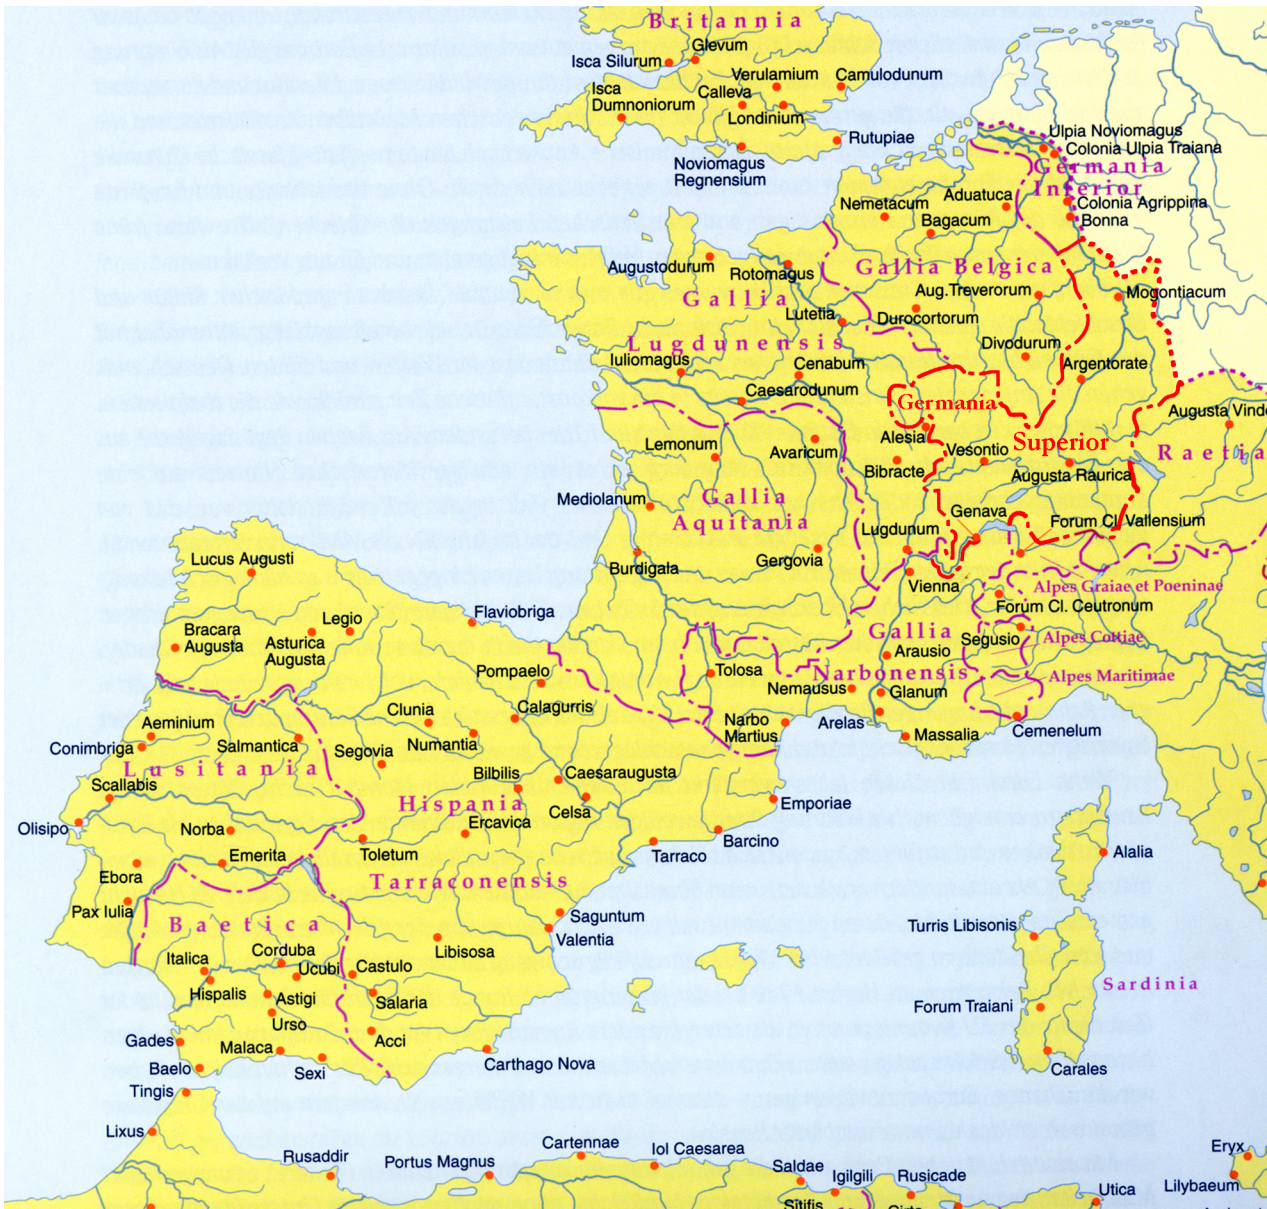 Britannia
Glevum
Isca Silurum
Verulamium
Camulodunum
Isca
Dumnoniorum
Calleva
Londinium
Rutupiae
Noviomagus
Regnensium
Ulpia Noviomagus
Colonia Ulpia Traiana
Germania
Inferior
Aduatuca
Nemetacum
Colonia Agrippina
Bagacum
Bonna
Augustodurum
Rotomagus
Gallia Belgica
Aug.Treverorum
Mogontiacum
Gallia
Lutetia
Durocortorum
Lugdunensis
Divodurum
Iuliomagus
Cenabum
Argentorate
Caesarodunum
Germania
Augusta Vind
Alesia
Superior
Lemonum
Avaricum
Vesontio
Raetia
Bibracte
Augusta Raurica
Mediolanum
Gallia
Aquitania
Genava
Lugdunum
Forum Cl. Vallensium
Lucus Augusti
Burdigala
Gergovia
Vienna
Alpes Graiae et Poeninae
Forum Cl. Ceutronum
Flaviobriga
Legio
Bracara
Augusta
Asturica
Augusta
Gallia
Segusio
Alpes Cottiae
Arausio
Pompaelo
Tolosa
Narbonensis
Alpes Maritimae
Nemausus
Glanum
Clunia
Calagurris
Aeminium
Narbo
Martius
Arelas
Massalia
Cemenelum
Conimbriga
Salmantica
Segovia
Numantia
Lusitania
Bilbilis
Caesaraugusta
Scallabis
Hispania
Celsa
Emporiae
Olisipo
Norba
Ercavica
Barcino
Emerita
Toletum
Tarraco
Alalia
Ebora
Tarraconensis
Pax Iulia
Baetica
Saguntum
Valentia
Turris Libisonis
Corduba
Libisosa
Italica
Ucubi
Castulo
Sardinia
Hispalis
Astigi
Salaria
Forum Traiani
Urso
Gades
Malaca
Acci
Baelo
Sexi
Carthago Nova
Carales
Tingis
Lixus
Rusaddir
Portus Magnus
Cartennae
Iol Caesarea
Saldae
Igilgili
Rusicade
Eryx
Utica
Lilybaeum
Sitifis